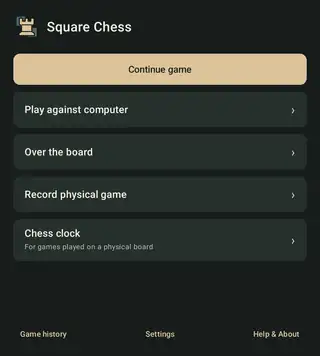 Square Chess
Continue game
Play against computer
Over the board
Record physical game
Chess clock
For games played on a physical board
Game history
Settings
Help & About